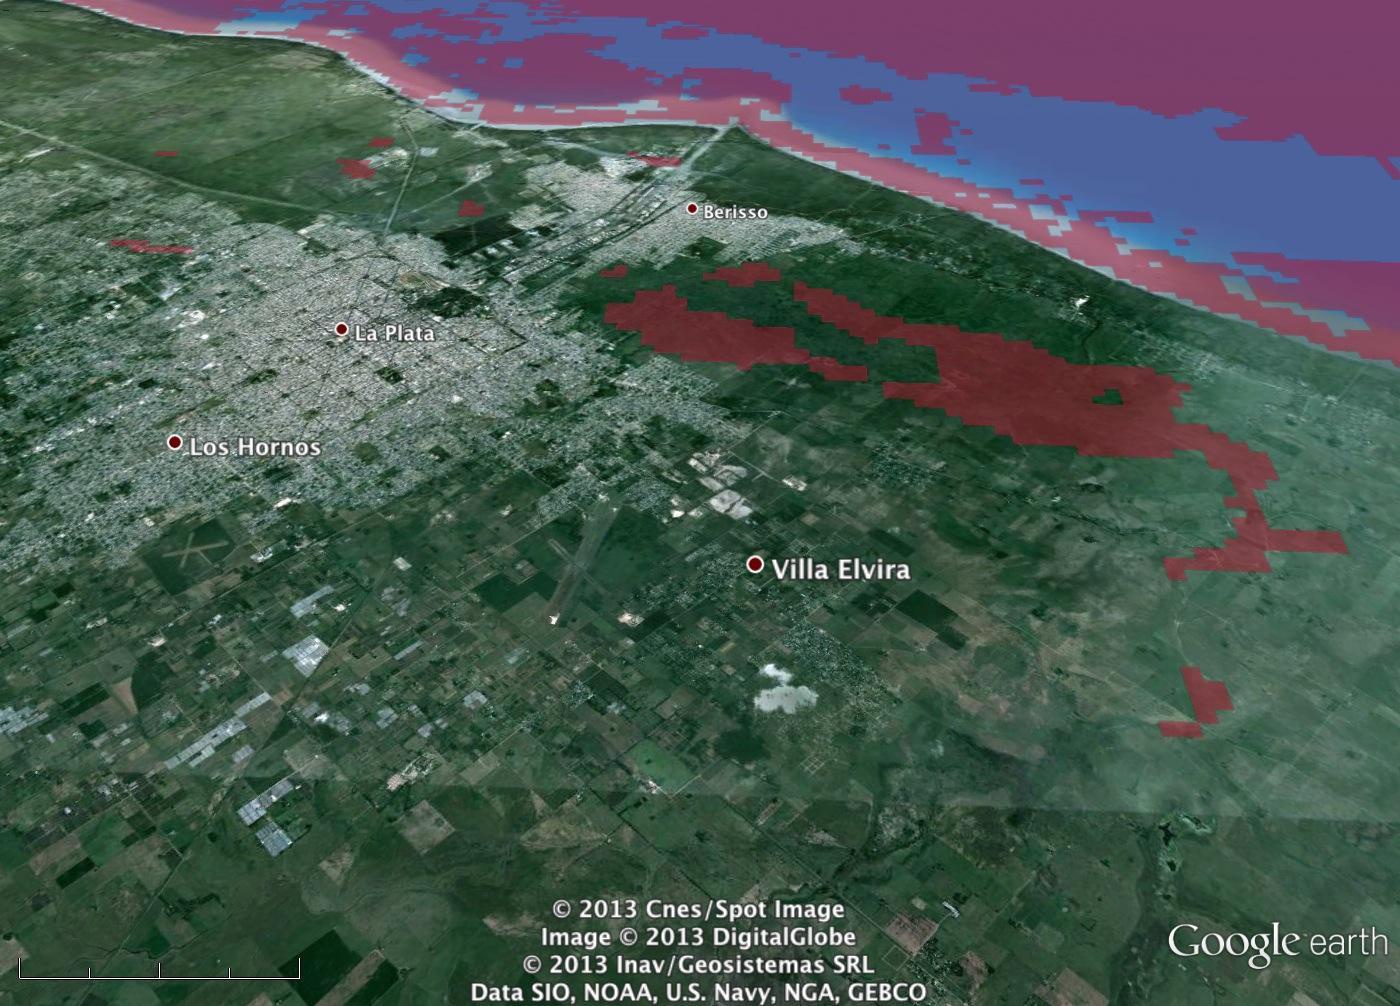 Berisso
La Plata
Los Hornos
Villa Elvira
© 2013 Cnes/Spot Image
Image © 2013 DigitalGlobe
© 2013 Inav/Geosistemas SRL
Data SIO, NOAA, U.S. Navy, NGA, GEBCO
Google earth